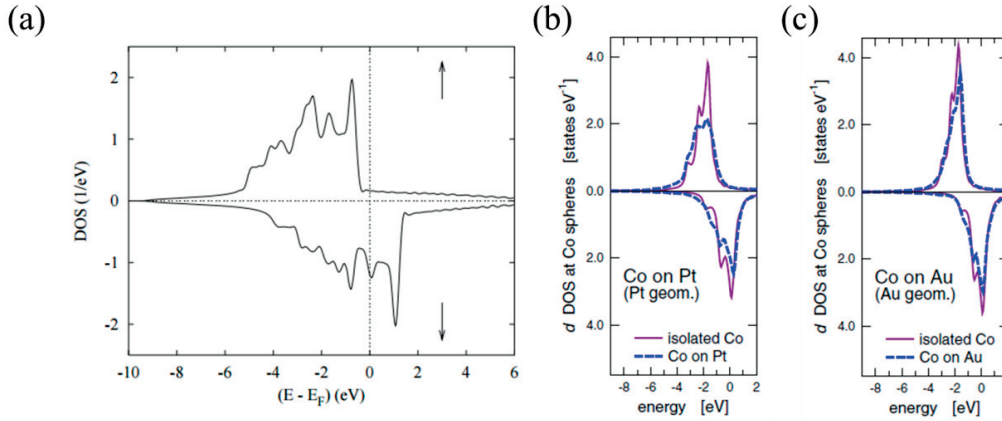 (a)
2
1
0
-1
-2
DOS (1/eV)
-10
-8
-6
-4
-2
0
2
4
6
(E - E_F) (eV)
(b)
4.0
2.0
0.0
2.0
4.0
d DOS at Co spheres [states eV⁻¹]
Co on Pt
(Pt geom.)
isolated Co
Co on Pt
-8 -6 -4 -2 0 2
energy [eV]
(c)
4.0
2.0
0.0
2.0
4.0
d DOS at Co spheres [states eV⁻¹]
Co on Au
(Au geom.)
isolated Co
Co on Au
-8 -6 -4 -2 0 2
energy [eV]